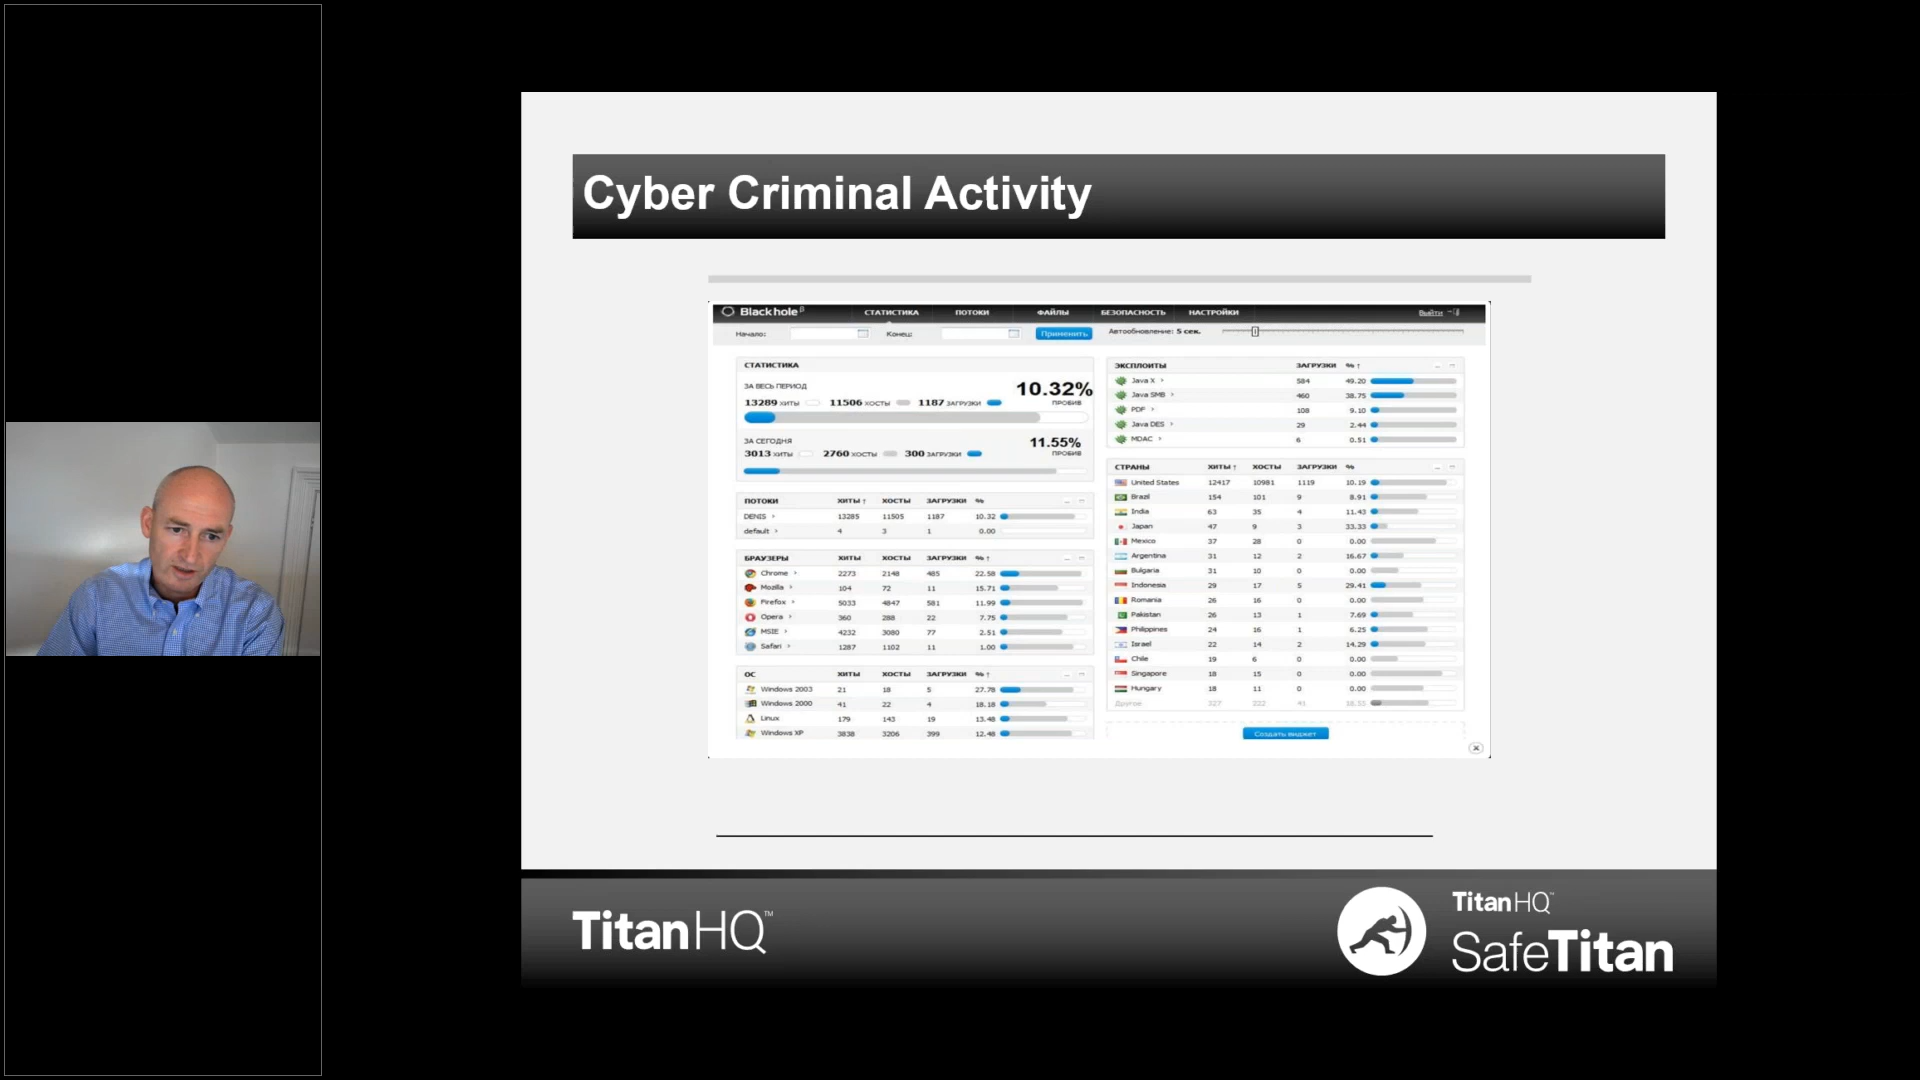 Cyber Criminal Activity
Blackhole β СТАТИСТИКА ПОТОКИ ФАЙЛЫ БЕЗОПАСНОСТЬ НАСТРОЙКИ Выйти
Начало: Конец: Применить Автообновление: 5 сек.
СТАТИСТИКА
ЗА ВЕСЬ ПЕРИОД 10.32%
13289 ХИТЫ 11506 ХОСТЫ 1187 ЗАГРУЗКИ ПРОБИВ
ЗА СЕГОДНЯ 11.55%
3013 ХИТЫ 2760 ХОСТЫ 300 ЗАГРУЗКИ ПРОБИВ
ПОТОКИ ХИТЫ ↑ ХОСТЫ ЗАГРУЗКИ %
DENIS › 13285 11505 1187 10.32
default › 4 3 1 0.00
БРАУЗЕРЫ ХИТЫ ХОСТЫ ЗАГРУЗКИ % ↑
Chrome › 2273 2148 485 22.58
Mozilla › 104 72 11 15.71
Firefox › 5033 4847 581 11.99
Opera › 360 288 22 7.75
MSIE › 4232 3080 77 2.51
Safari › 1287 1102 11 1.00
ОС ХИТЫ ХОСТЫ ЗАГРУЗКИ % ↑
Windows 2003 21 18 5 27.78
Windows 2000 41 22 4 18.18
Linux 179 143 19 13.48
Windows XP 3838 3206 399 12.48
ЭКСПЛОИТЫ ЗАГРУЗКИ % ↑
Java X › 584 49.20
Java SMB › 460 38.75
PDF › 108 9.10
Java DES › 29 2.44
MDAC › 6 0.51
СТРАНЫ ХИТЫ ↑ ХОСТЫ ЗАГРУЗКИ %
United States 12417 10981 1119 10.19
Brazil 154 101 9 8.91
India 63 35 4 11.43
Japan 47 9 3 33.33
Mexico 37 28 0 0.00
Argentina 31 12 2 16.67
Bulgaria 31 10 0 0.00
Indonesia 29 17 5 29.41
Romania 26 16 0 0.00
Pakistan 26 13 1 7.69
Philippines 24 16 1 6.25
Israel 22 14 2 14.29
Chile 19 6 0 0.00
Singapore 18 15 0 0.00
Hungary 18 11 0 0.00
Другое 327 222 41
Создать виджет
TitanHQ™
TitanHQ™
SafeTitan